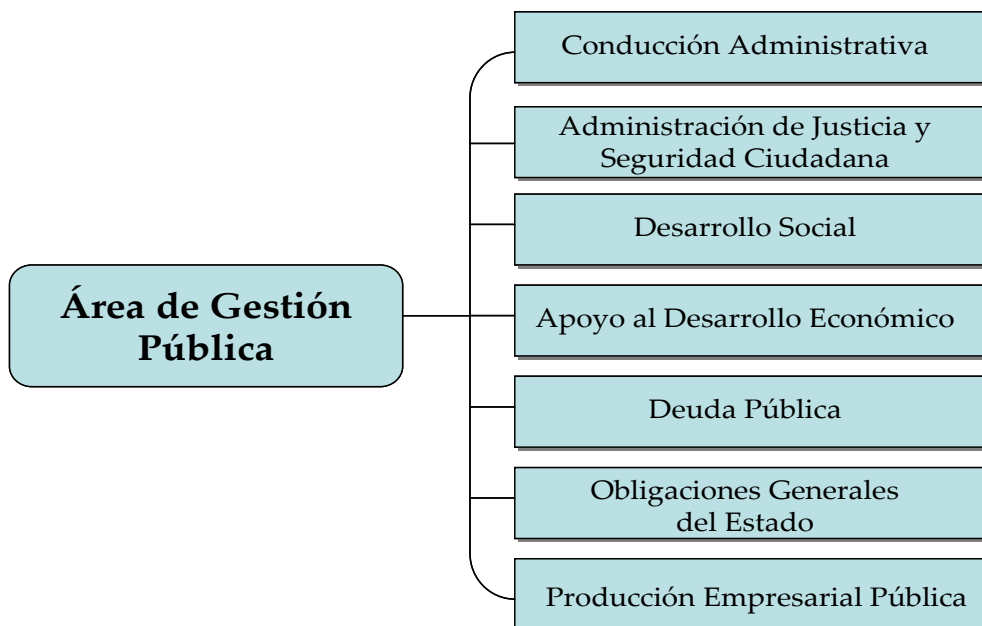 Conducción Administrativa
Administración de Justicia y
Seguridad Ciudadana
Desarrollo Social
Área de Gestión
Pública
Apoyo al Desarrollo Económico
Deuda Pública
Obligaciones Generales
del Estado
Producción Empresarial Pública